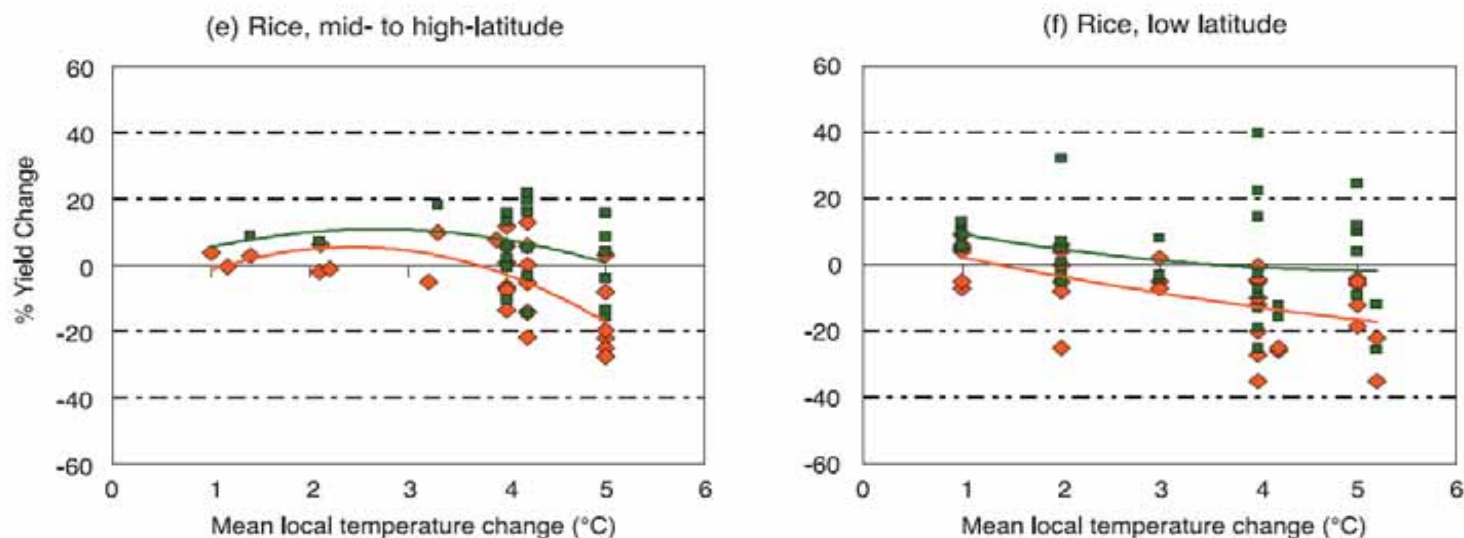 (e) Rice, mid- to high-latitude
60
40
20
0
-20
-40
-60
% Yield Change
0 1 2 3 4 5 6
Mean local temperature change (°C)
(f) Rice, low latitude
60
40
20
0
-20
-40
-60
0 1 2 3 4 5 6
Mean local temperature change (°C)